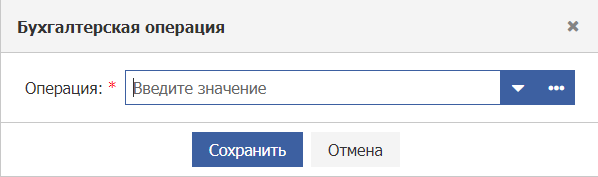 Бухгалтерская операция
Операция: * Введите значение
Сохранить Отмена